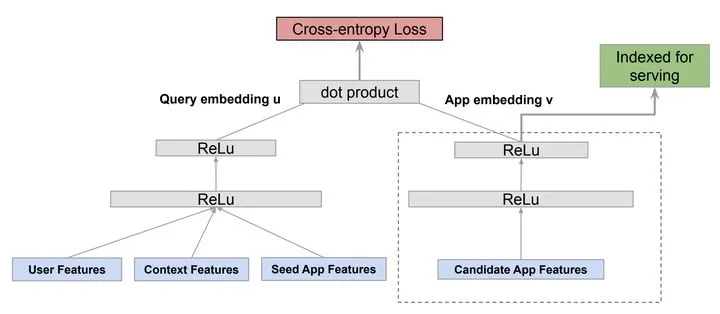 Cross-entropy Loss
Indexed for
serving
dot product
Query embedding u
App embedding v
ReLu
ReLu
ReLu
ReLu
User Features
Context Features
Seed App Features
Candidate App Features